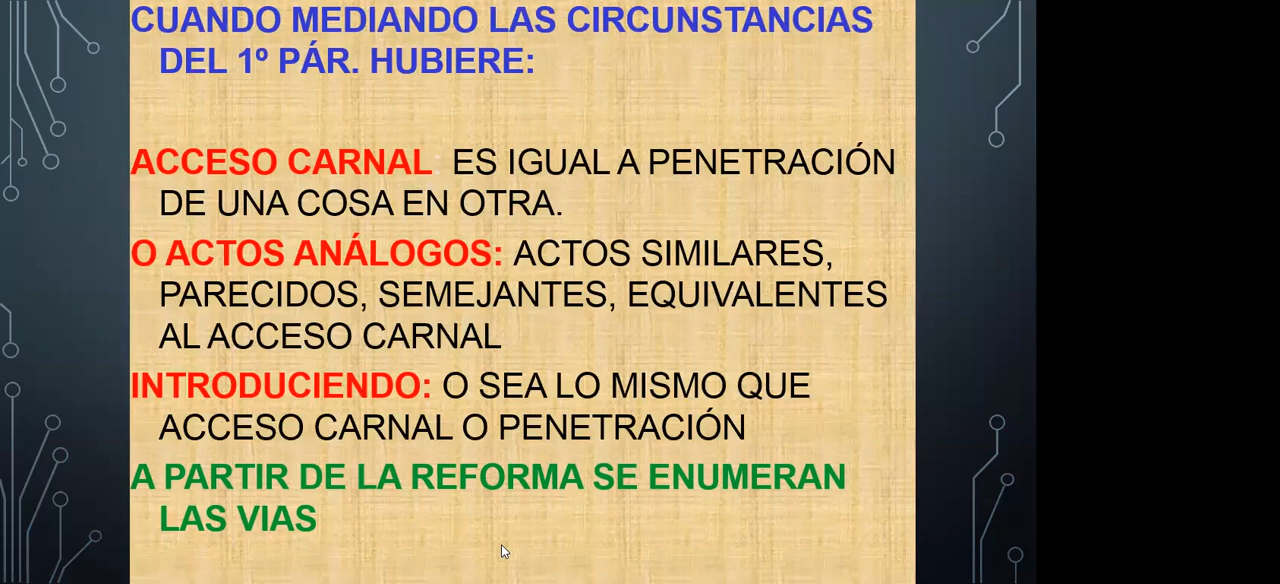 CUANDO MEDIANDO LAS CIRCUNSTANCIAS
DEL 1º PÁR. HUBIERE:
ACCESO CARNAL ES IGUAL A PENETRACIÓN
DE UNA COSA EN OTRA.
O ACTOS ANÁLOGOS: ACTOS SIMILARES,
PARECIDOS, SEMEJANTES, EQUIVALENTES
AL ACCESO CARNAL
INTRODUCIENDO: O SEA LO MISMO QUE
ACCESO CARNAL O PENETRACIÓN
A PARTIR DE LA REFORMA SE ENUMERAN
LAS VIAS